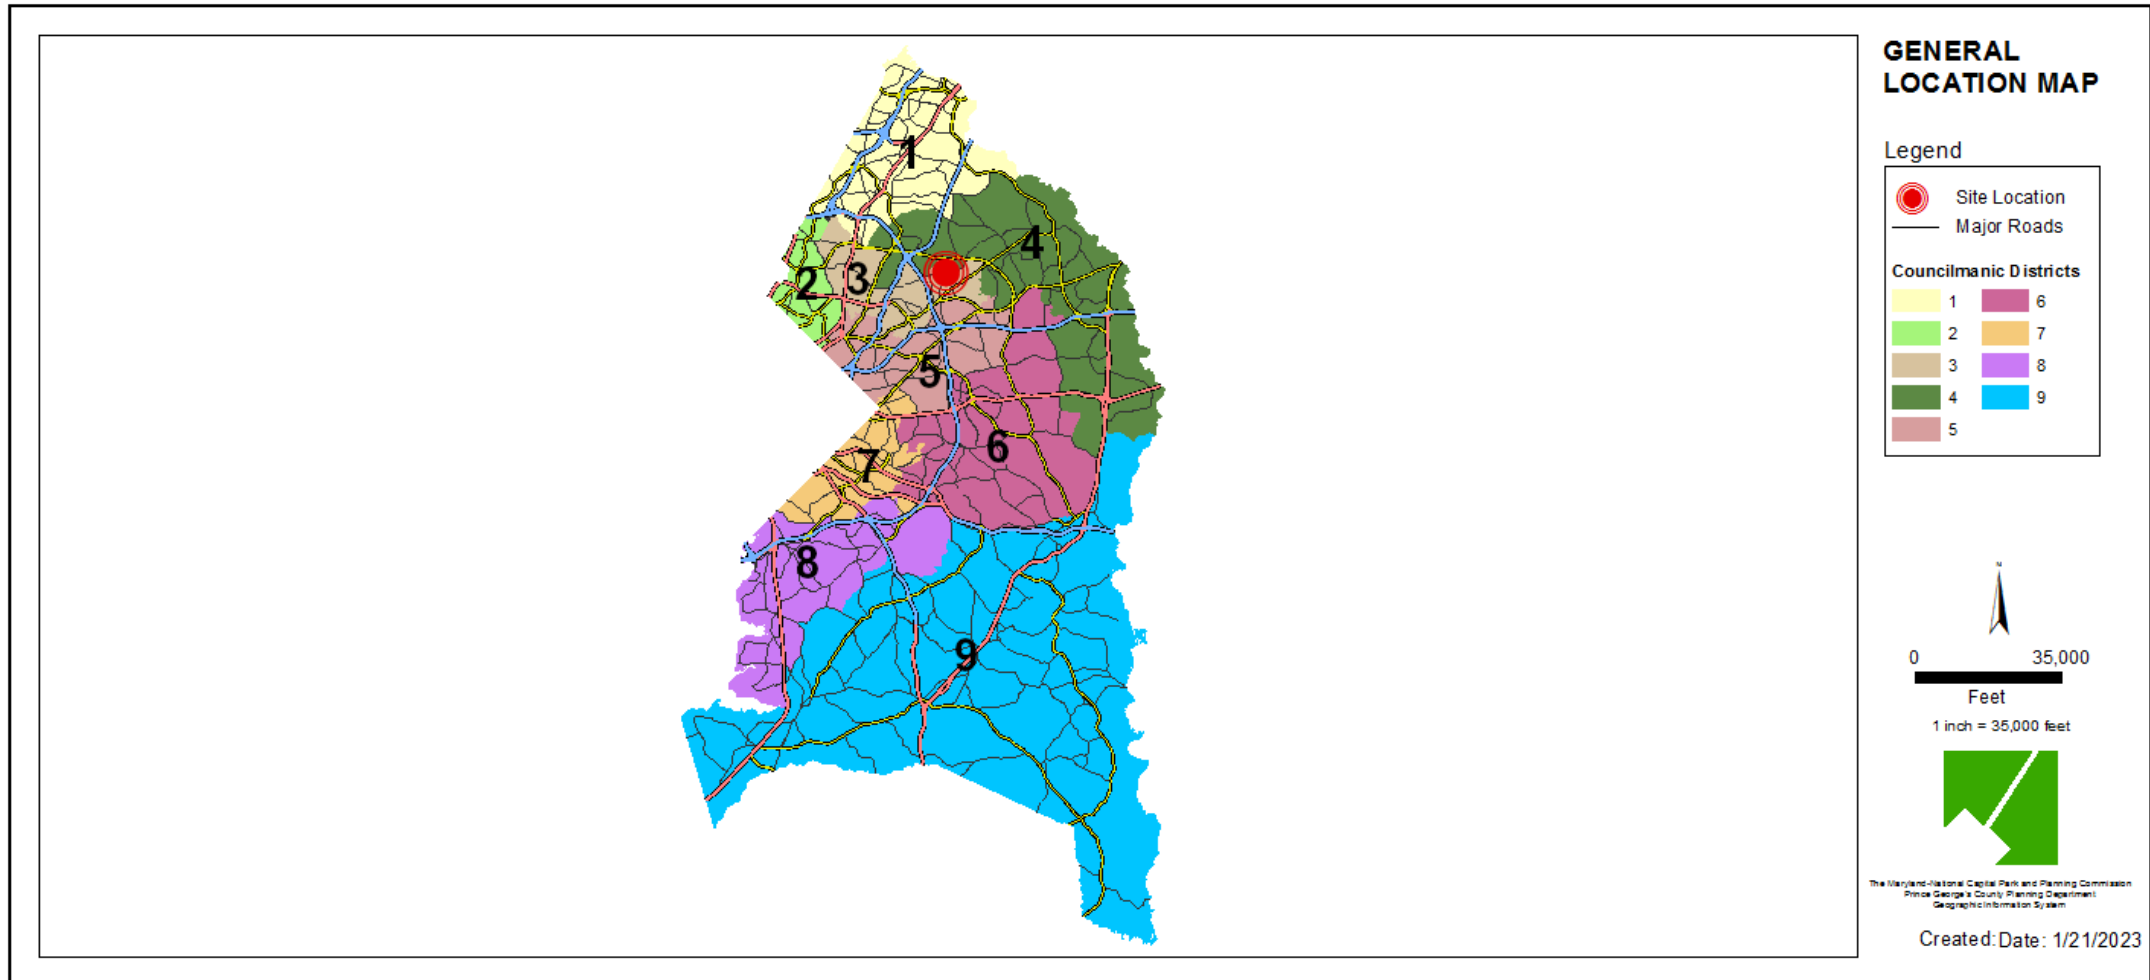 GENERAL
LOCATION MAP
Legend
Site Location
Major Roads
Councilmanic Districts
1 6
2 7
3 8
4 9
5
1
2
3
4
5
6
7
8
9
N
0 35,000
Feet
1 inch = 35,000 feet
The Maryland-National Capital Park and Planning Commission
Prince George's County Planning Department
Geographic Information System
Created: Date: 1/21/2023